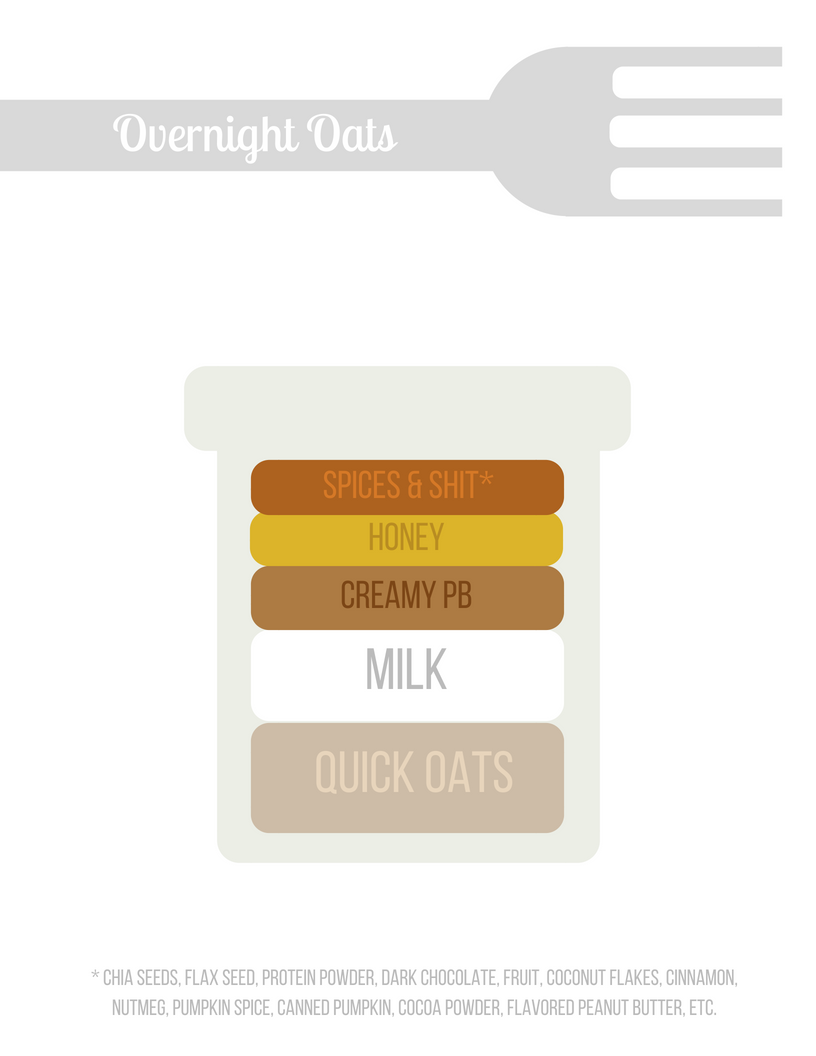 Overnight Oats
SPICES & SHIT*
HONEY
CREAMY PB
MILK
QUICK OATS
* CHIA SEEDS, FLAX SEED, PROTEIN POWDER, DARK CHOCOLATE, FRUIT, COCONUT FLAKES, CINNAMON,
NUTMEG, PUMPKIN SPICE, CANNED PUMPKIN, COCOA POWDER, FLAVORED PEANUT BUTTER, ETC.